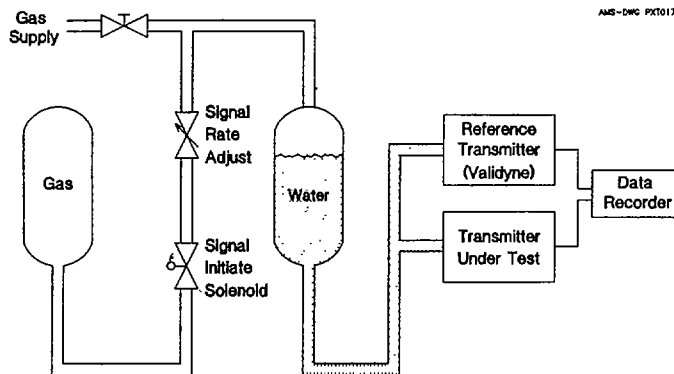 AMS-DWG PXT017
Gas
Supply
Signal
Rate
Adjust
Gas
Water
Signal
Initiate
Solenoid
Reference
Transmitter
(Validyne)
Transmitter
Under Test
Data
Recorder